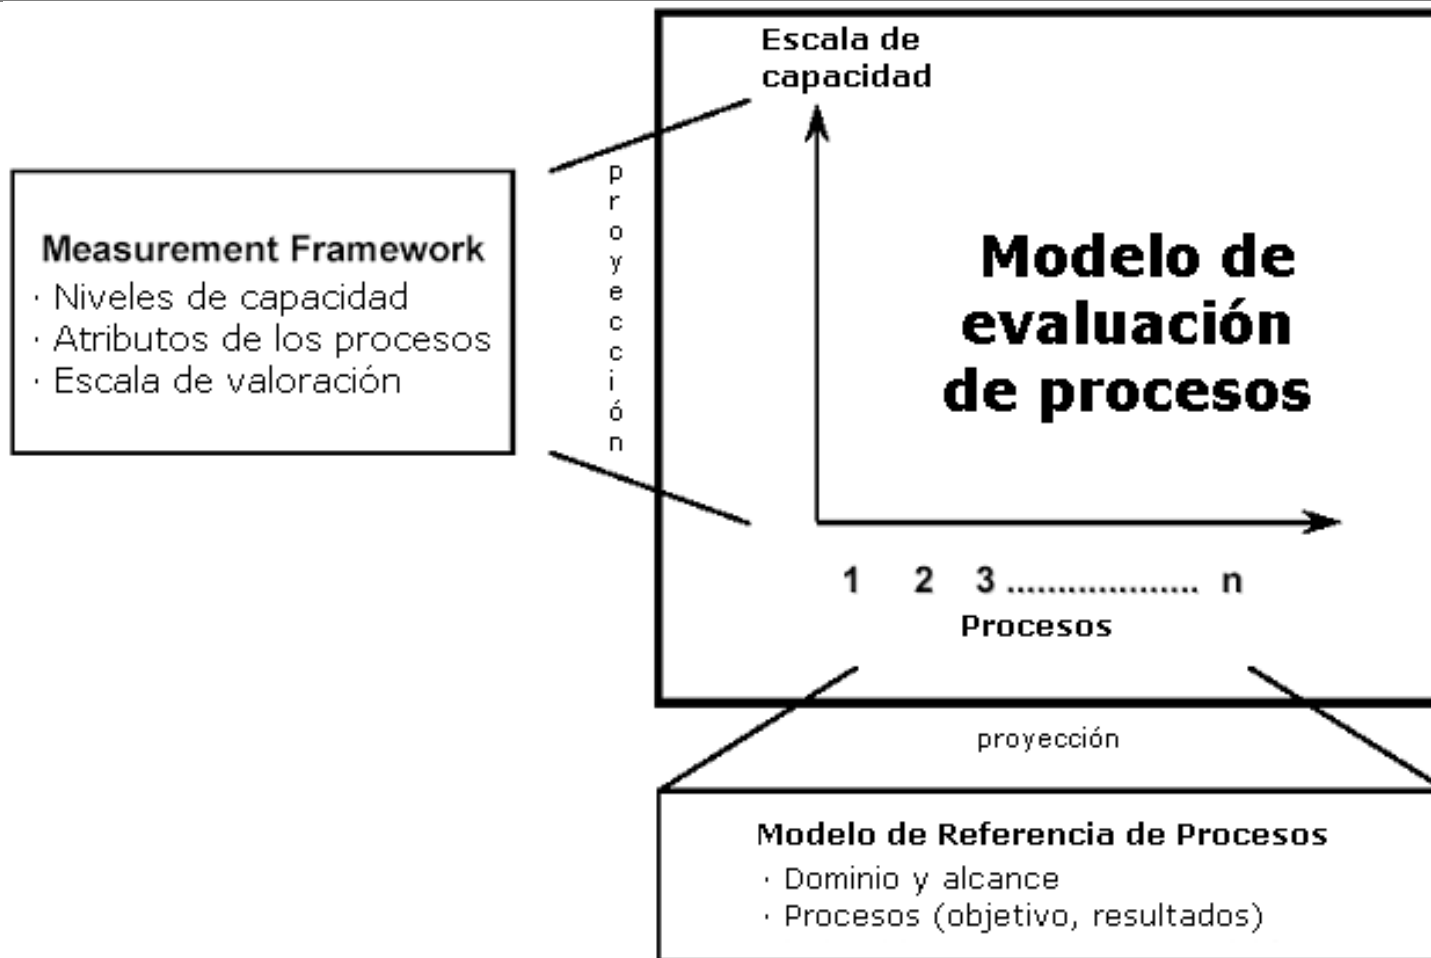 Escala de
capacidad
proyección
Measurement Framework
· Niveles de capacidad
· Atributos de los procesos
· Escala de valoración
Modelo de
evaluación
de procesos
1 2 3 ................... n
Procesos
proyección
Modelo de Referencia de Procesos
· Dominio y alcance
· Procesos (objetivo, resultados)